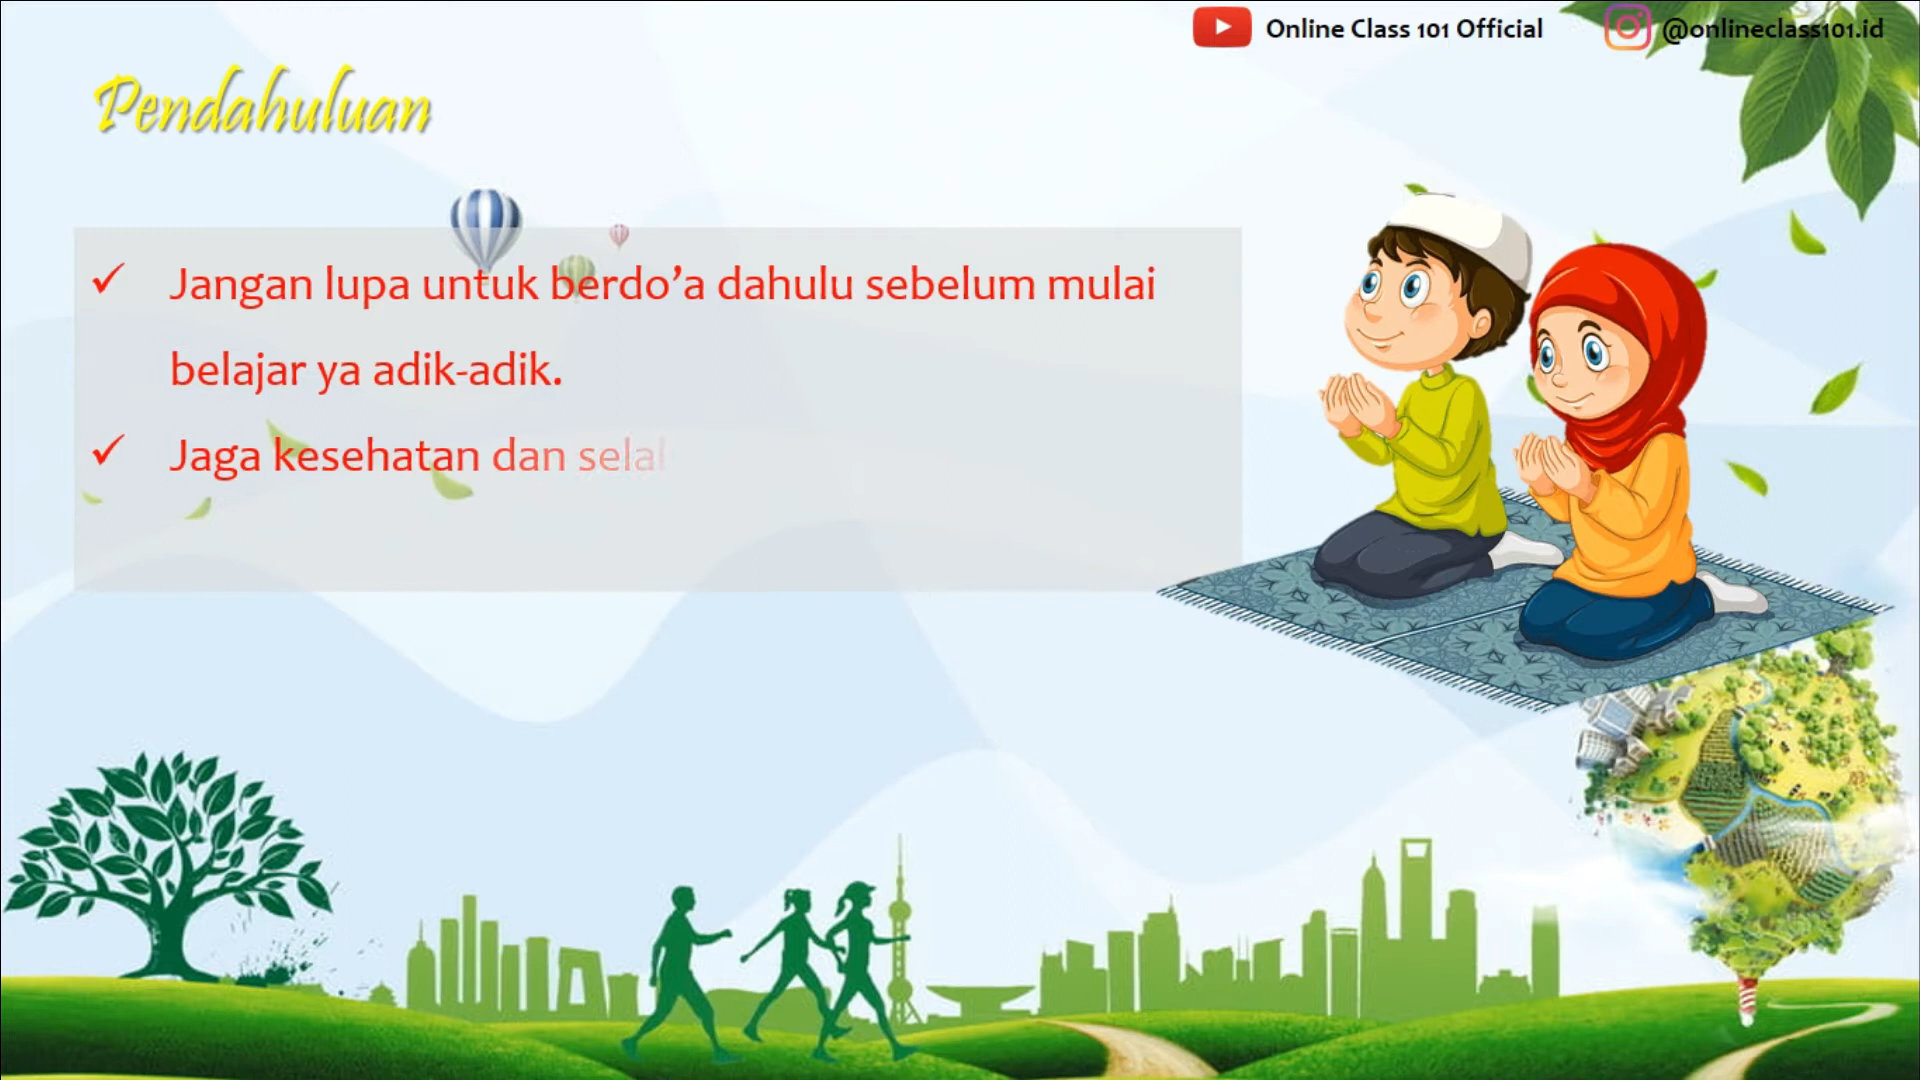 Online Class 101 Official
@onlineclass101.id
Pendahuluan
✓ Jangan lupa untuk berdo’a dahulu sebelum mulai
belajar ya adik-adik.
✓ Jaga kesehatan dan